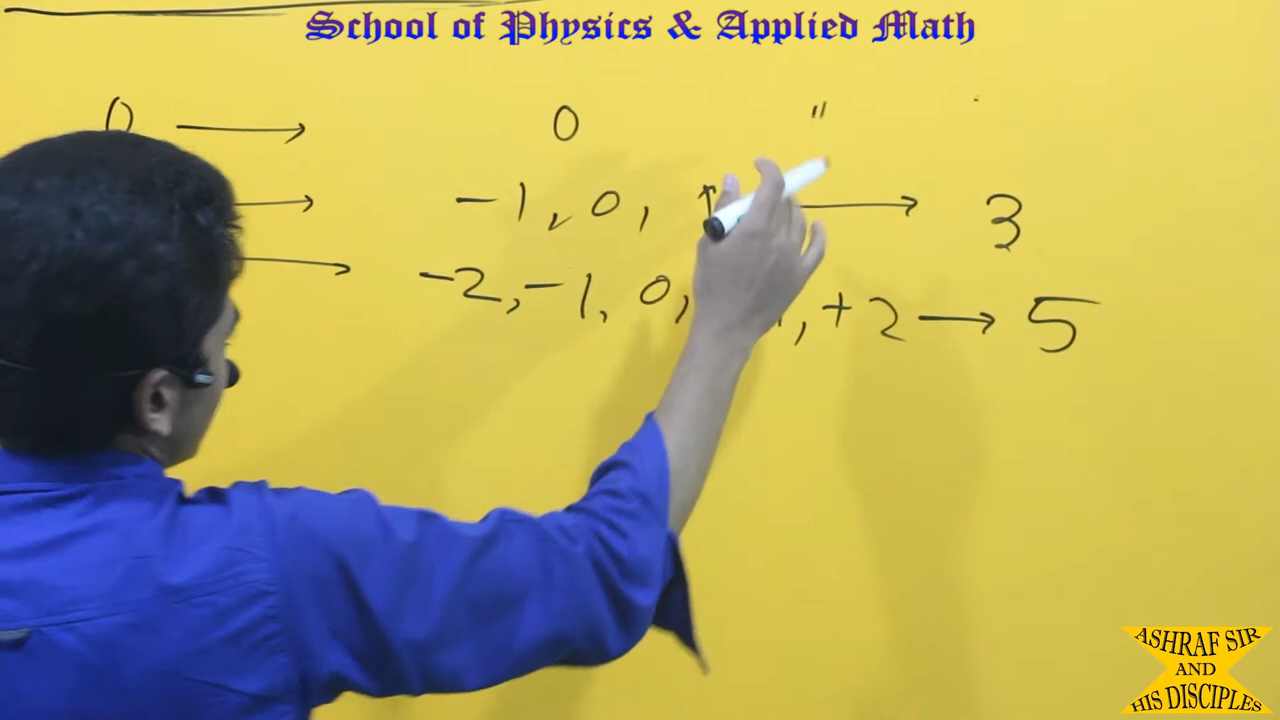 School of Physics & Applied Math
0 → 0 "
→ -1, 0, → 3
→ -2, -1, 0, , +2 → 5
ASHRAF SIR
AND
HIS DISCIPLES